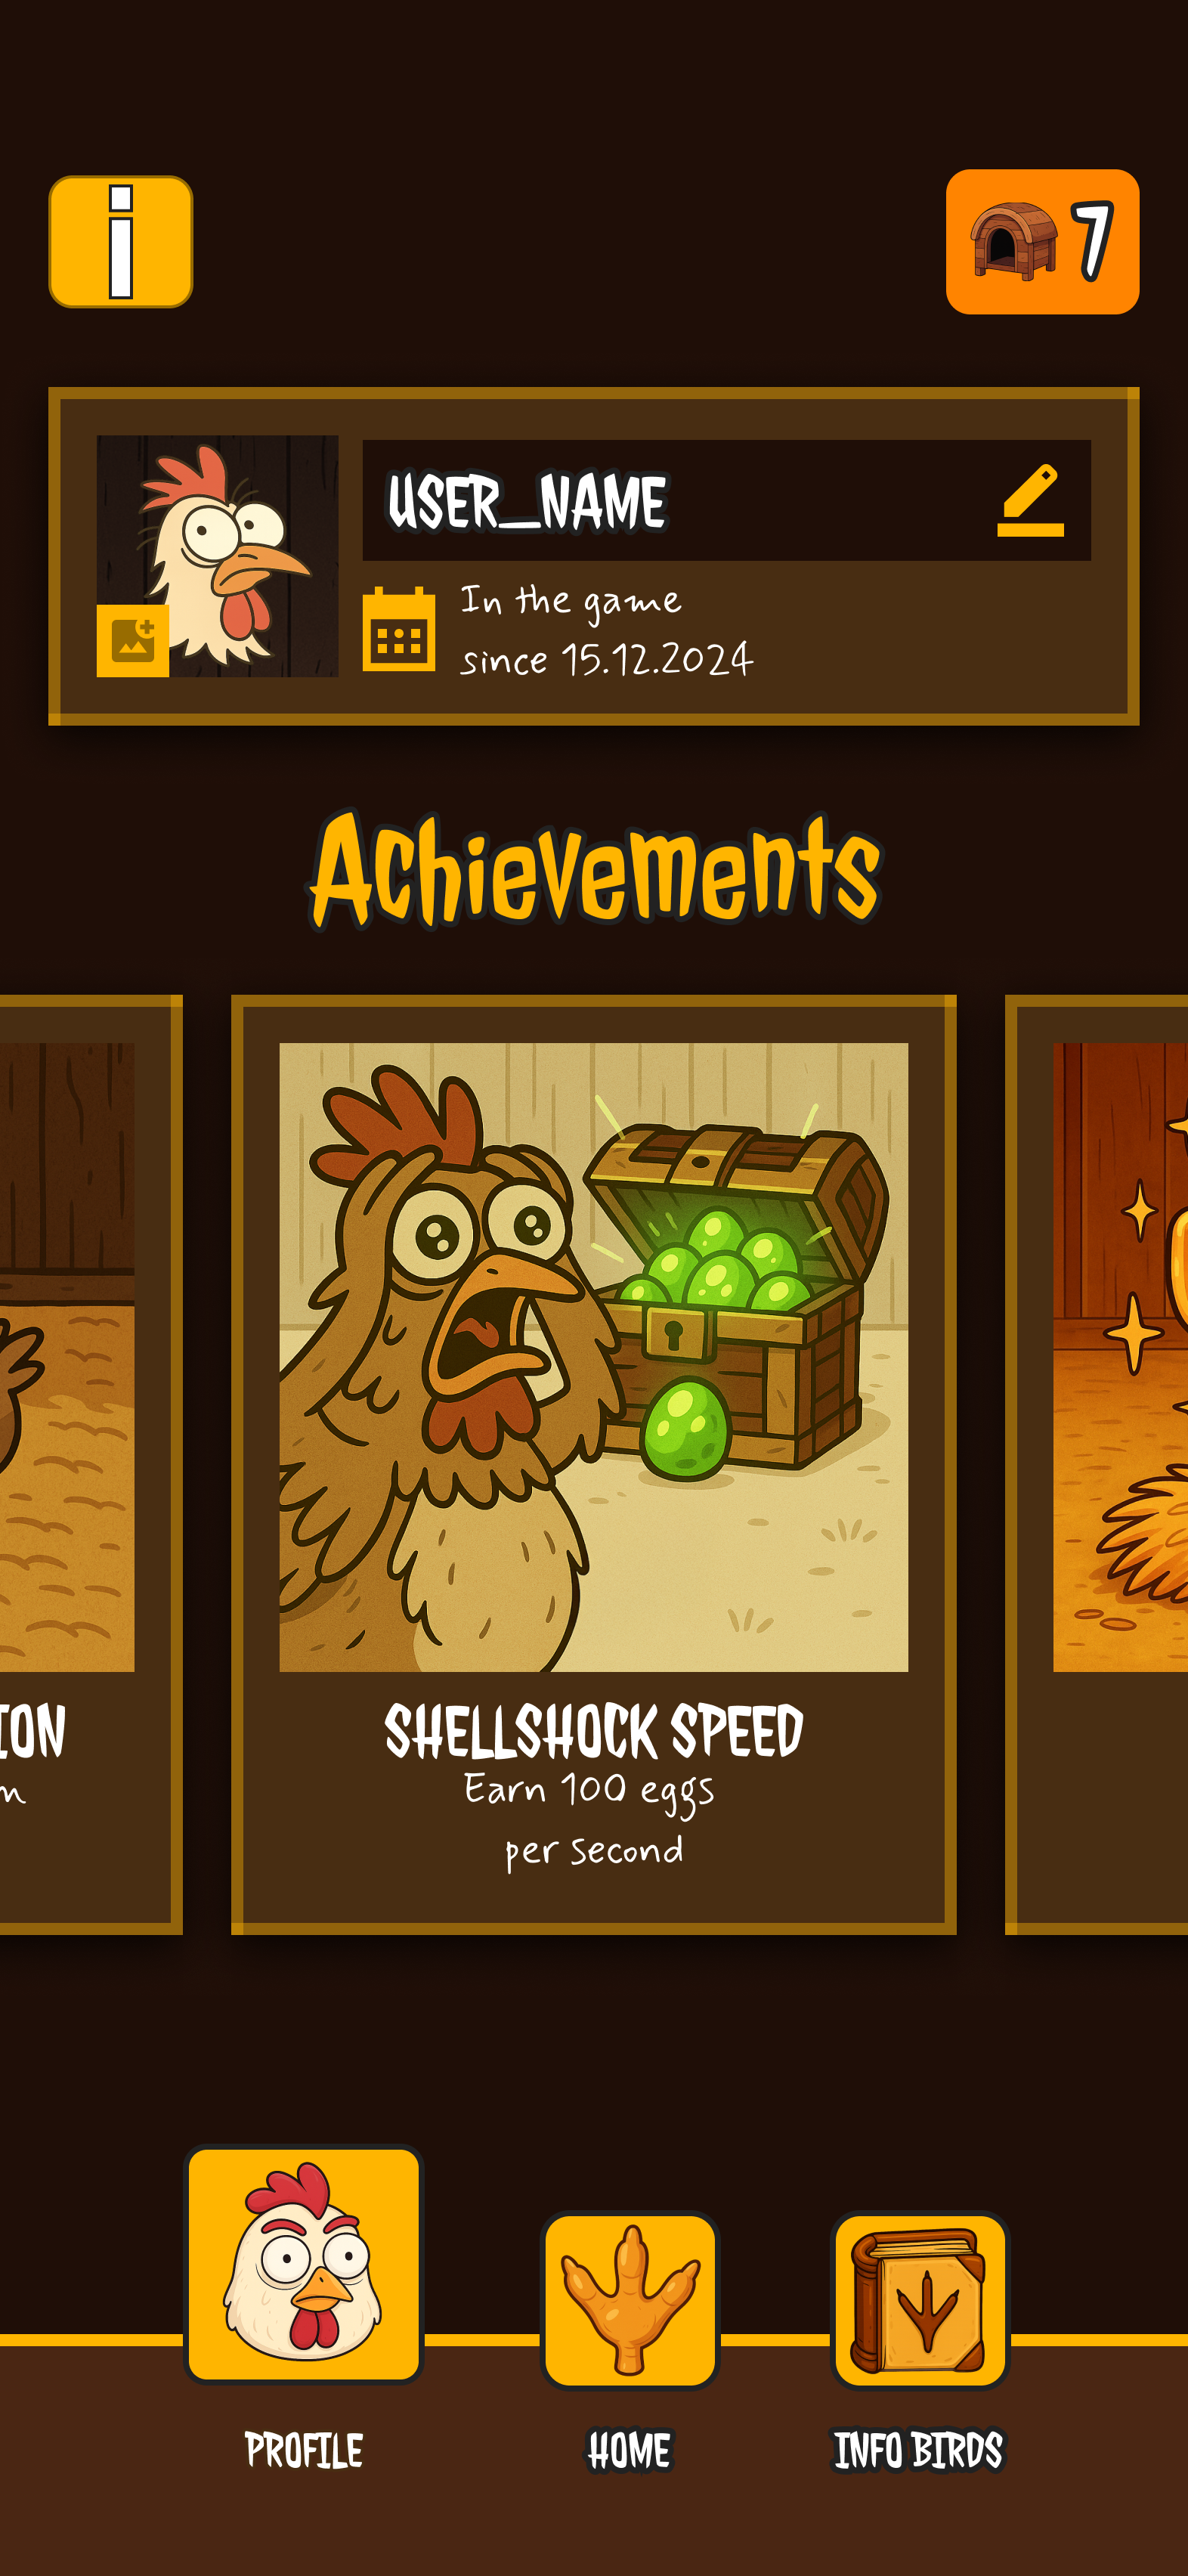 i
7
USER_NAME
In the game
since 15.12.2024
Achievements
ION
SHELLSHOCK SPEED
Earn 100 eggs
per second
PROFILE
HOME
INFO BIRDS